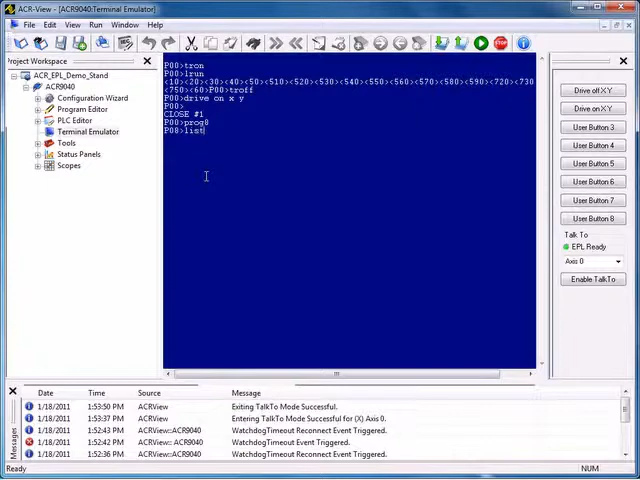 ACR-View - [ACR9040:Terminal Emulator]
File Edit View Run Window Help
Project Workspace
ACR_EPL_Demo_Stand
ACR9040
Configuration Wizard
Program Editor
PLC Editor
Terminal Emulator
Tools
Status Panels
Scopes
P00>tron
P00>lrun
<10><20><30><40><50><510><520><530><540><550><560><570><580><590><720><730
<750><60>P00>troff
P00>drive on x y
P00>
CLOSE #1
P00>prog8
P08>list
Drive off X Y
Drive on X Y
User Button 3
User Button 4
User Button 5
User Button 6
User Button 7
User Button 8
Talk To
EPL Ready
Axis 0
Enable TalkTo
Messages
Date Time Source Message
1/18/2011 1:53:50 PM ACRView Exiting TalkTo Mode Successful.
1/18/2011 1:53:37 PM ACRView Entering TalkTo Mode Successful for (X) Axis 0.
1/18/2011 1:52:43 PM ACRView::ACR9040 WatchdogTimeout Reconnect Event Triggered.
1/18/2011 1:52:42 PM ACRView:: ACR9040 WatchdogTimeout Event Triggered.
1/18/2011 1:52:36 PM ACRView::ACR9040 WatchdogTimeout Reconnect Event Triggered.
Ready NUM